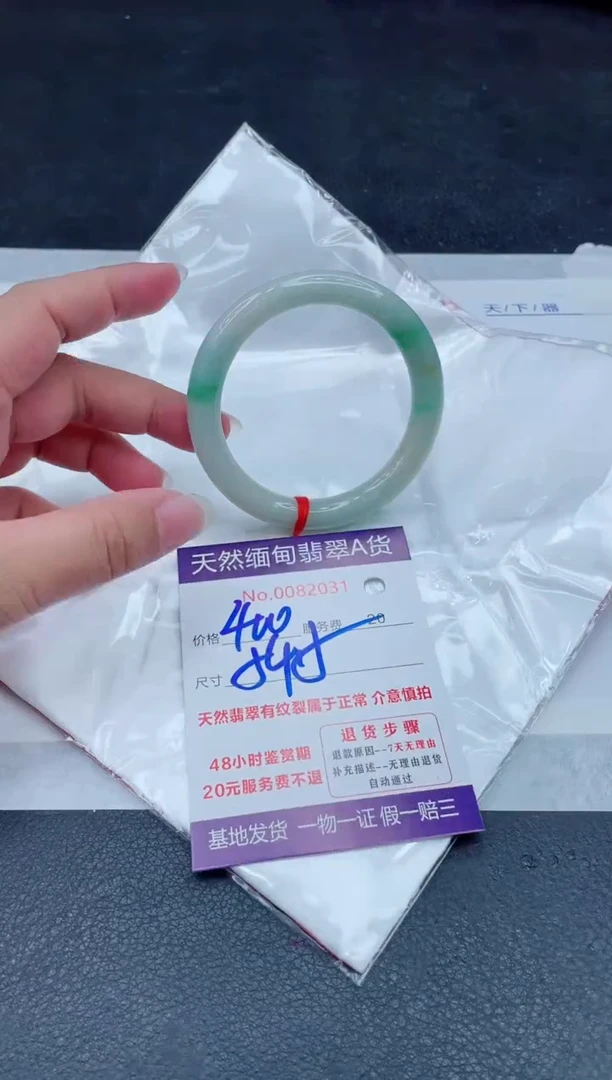 天/下/器
天然缅甸翡翠A货
No.0082031
价格 400 服务费 20
尺寸
天然翡翠有纹裂属于正常 介意慎拍
48小时鉴赏期
20元服务费不退
退货步骤
退款原因--7天无理由
补充描述--无理由退货
自动通过
基地发货 一物一证 假一赔三